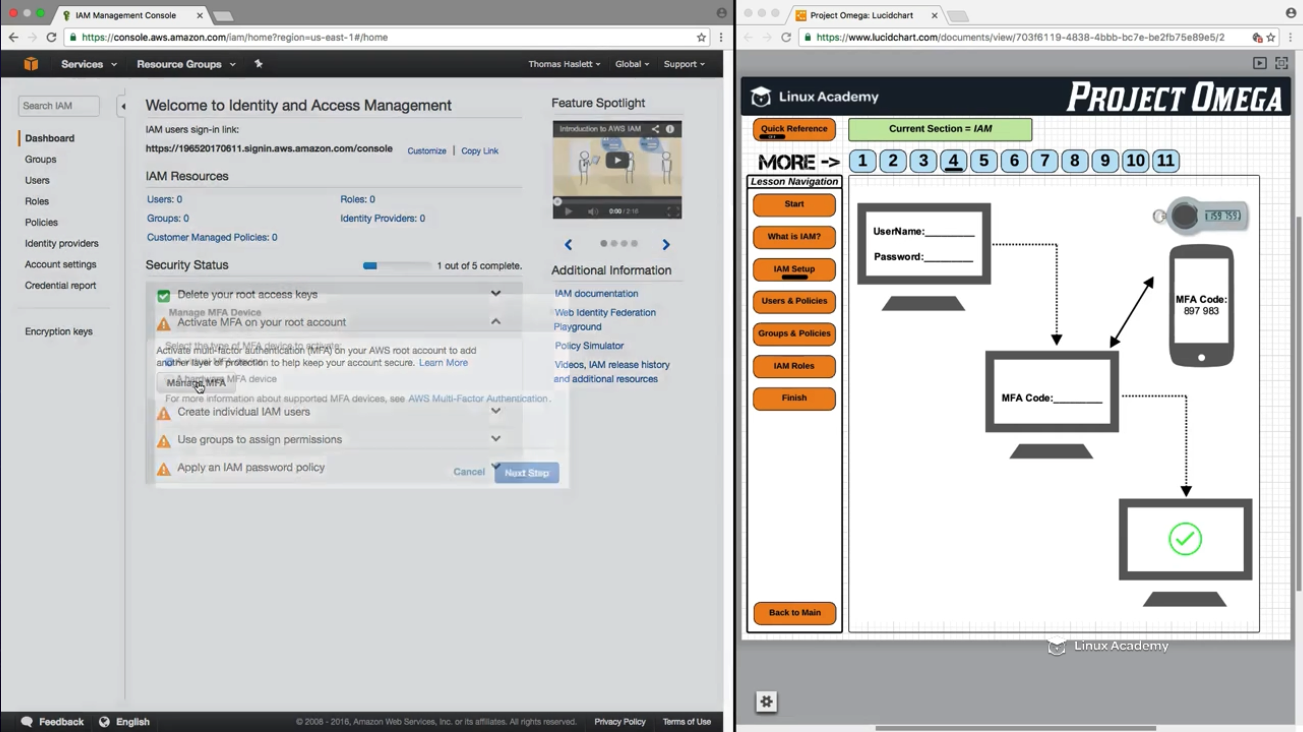 IAM Management Console
https://console.aws.amazon.com/iam/home?region=us-east-1#/home
Services
Resource Groups
Thomas Haslett
Global
Support
Search IAM
Dashboard
Groups
Users
Roles
Policies
Identity providers
Account settings
Credential report
Encryption keys
Welcome to Identity and Access Management
IAM users sign-in link:
https://196520170611.signin.aws.amazon.com/console
Customize | Copy Link
IAM Resources
Users: 0
Roles: 0
Groups: 0
Identity Providers: 0
Customer Managed Policies: 0
Security Status
1 out of 5 complete.
Delete your root access keys
Manage MFA Device
Activate MFA on your root account
Select the type of MFA device to activate:
Activate multi-factor authentication (MFA) on your AWS root account to add
another layer of protection to help keep your account secure. Learn More
Manage MFA
A hardware MFA device
For more information about supported MFA devices, see AWS Multi-Factor Authentication.
Create individual IAM users
Use groups to assign permissions
Apply an IAM password policy
Cancel
Next Step
Feature Spotlight
Introduction to AWS IAM
0:00 / 2:16
Additional Information
IAM documentation
Web Identity Federation
Playground
Policy Simulator
Videos, IAM release history
and additional resources
Feedback
English
© 2008 - 2016, Amazon Web Services, Inc. or its affiliates. All rights reserved.
Privacy Policy
Terms of Use
Project Omega: Lucidchart
https://www.lucidchart.com/documents/view/703f6119-4838-4bbb-bc7e-be2fb75e89e5/2
Linux Academy
PROJECT OMEGA
Quick Reference
Current Section = IAM
MORE ->
1 2 3 4 5 6 7 8 9 10 11
Lesson Navigation
Start
What is IAM?
IAM Setup
Users & Policies
Groups & Policies
IAM Roles
Finish
Back to Main
UserName:_________
Password:_________
159 759
MFA Code:
897 983
MFA Code:_________
Linux Academy